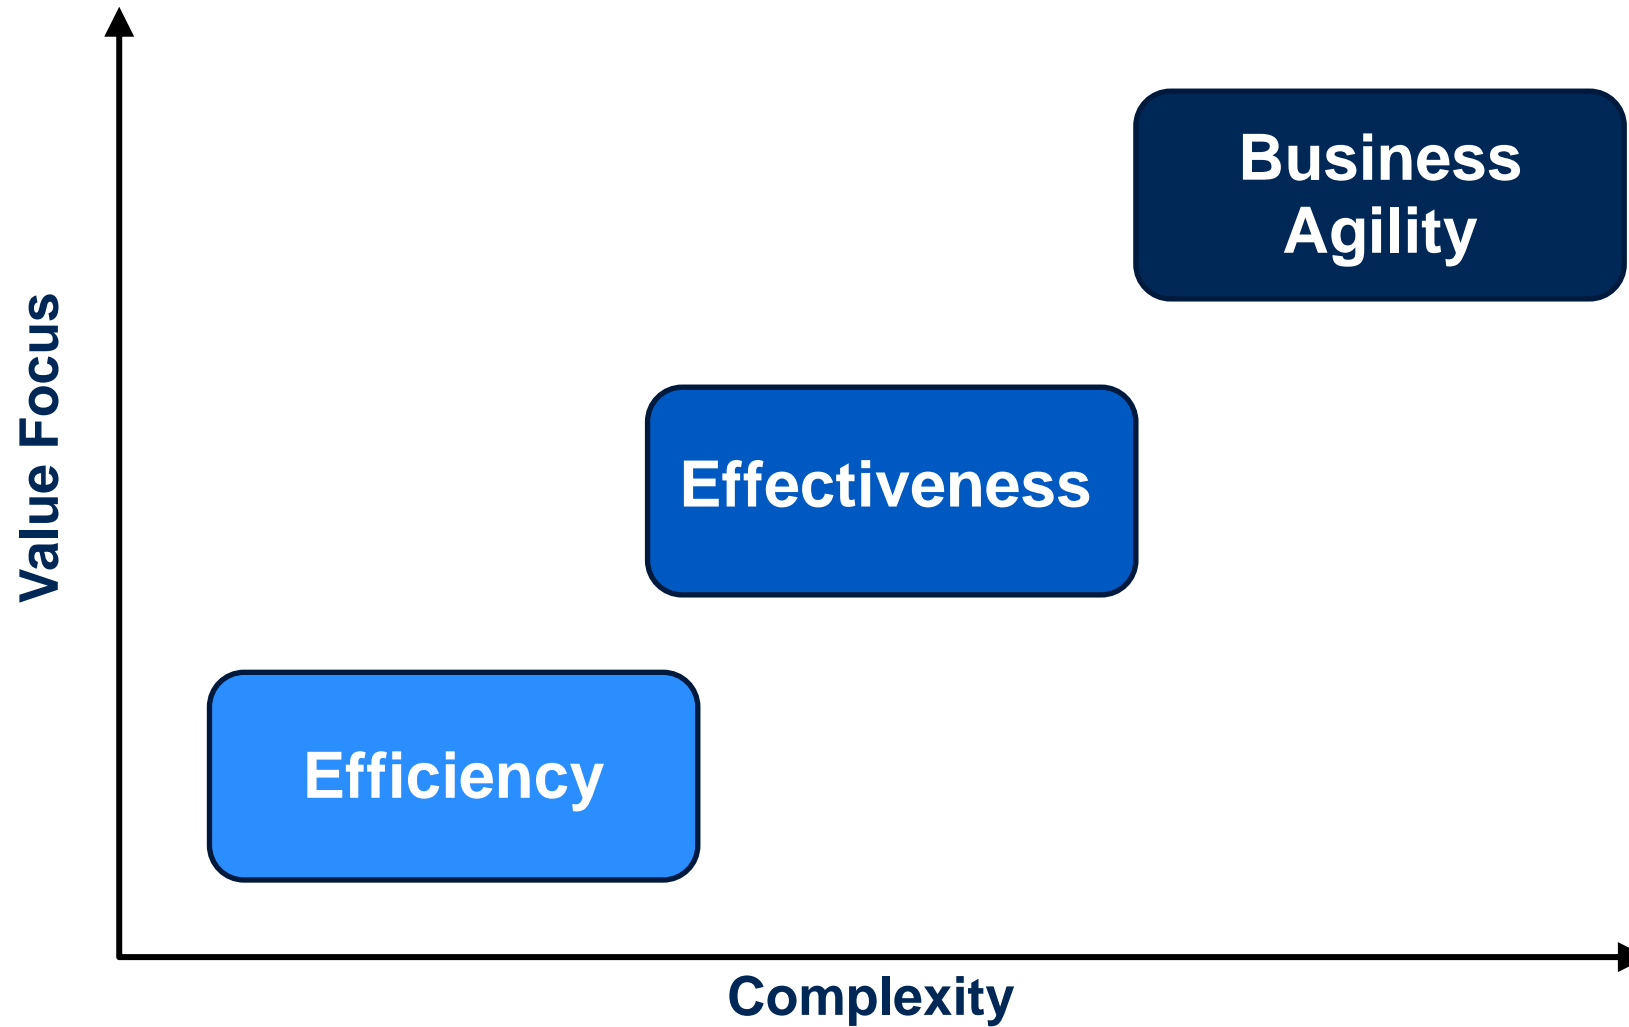 Business
Agility
Effectiveness
Efficiency
Value Focus
Complexity